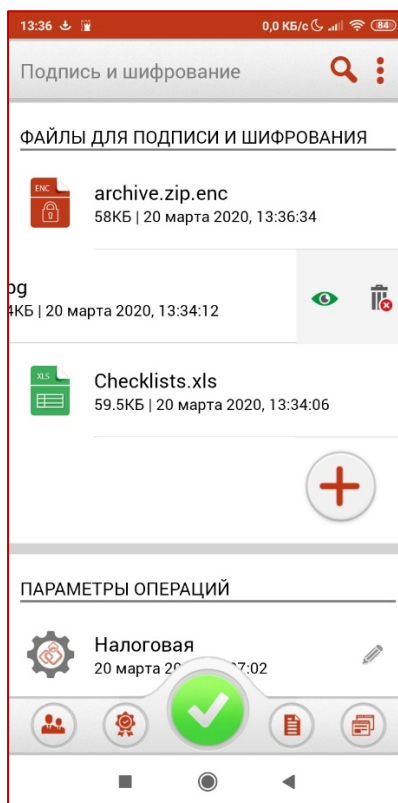 13:36 0,0 КБ/с 84
Подпись и шифрование
ФАЙЛЫ ДЛЯ ПОДПИСИ И ШИФРОВАНИЯ
ENC
archive.zip.enc
58КБ | 20 марта 2020, 13:36:34
pg
4КБ | 20 марта 2020, 13:34:12
XLS
Checklists.xls
59.5КБ | 20 марта 2020, 13:34:06
ПАРАМЕТРЫ ОПЕРАЦИЙ
Налоговая
20 марта 7:02